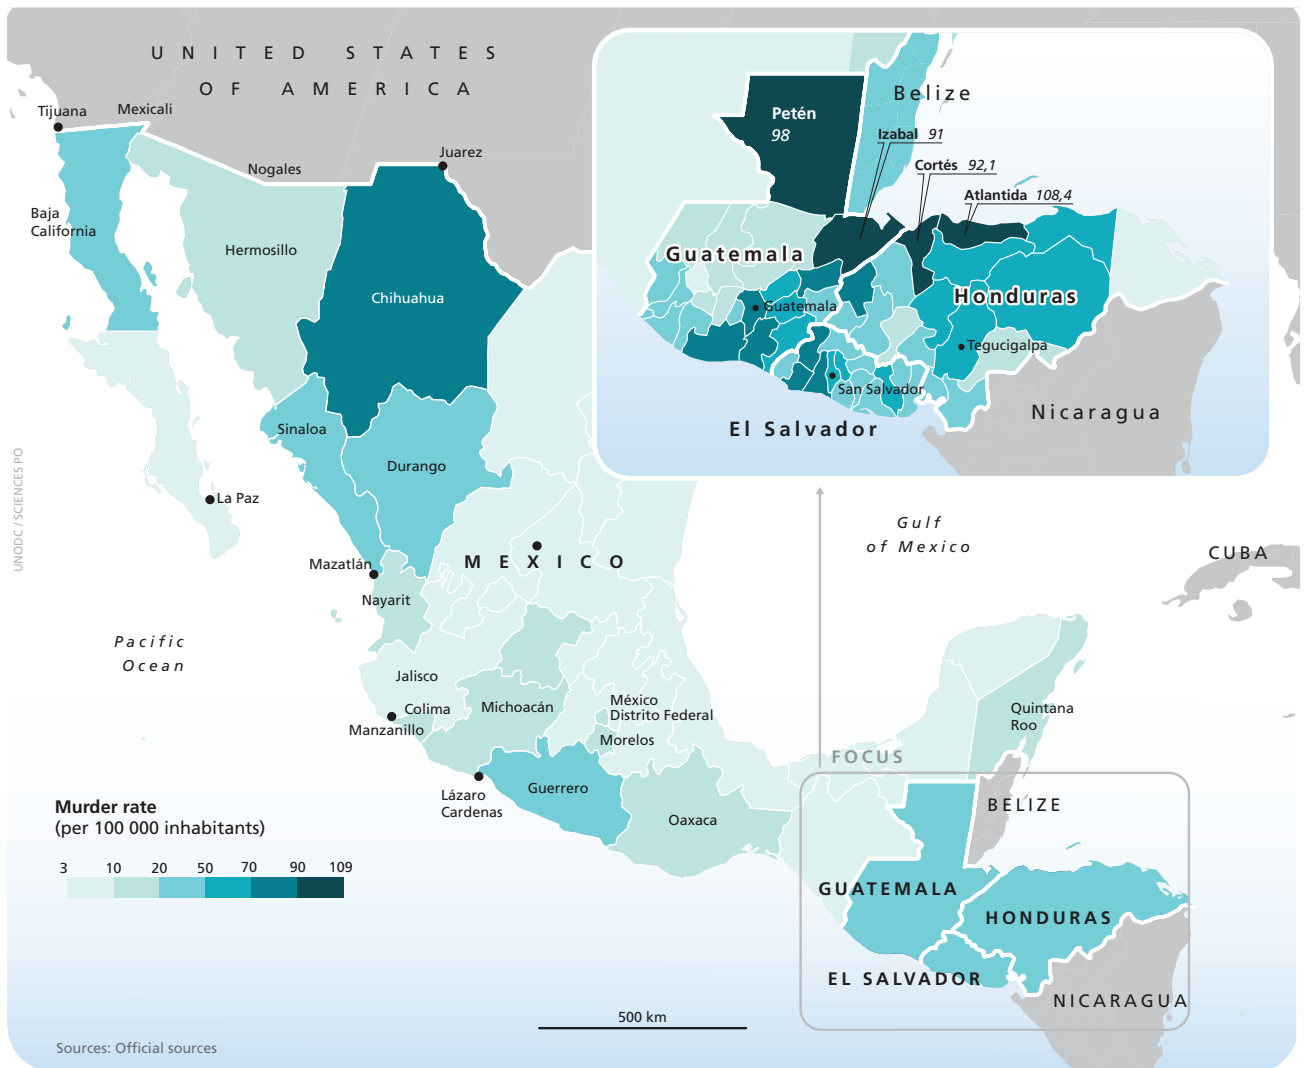 UNITED STATES
OF AMERICA
Tijuana
Mexicali
Nogales
Juarez
Baja
California
Hermosillo
Chihuahua
Sinaloa
Durango
La Paz
Mazatlán
MEXICO
Nayarit
Pacific
Ocean
Jalisco
Colima
Manzanillo
Michoacán
México
Distrito Federal
Morelos
Lázaro
Cardenas
Guerrero
Oaxaca
Gulf
of Mexico
CUBA
Quintana
Roo
FOCUS
BELIZE
GUATEMALA
HONDURAS
EL SALVADOR
NICARAGUA
Petén
98
Belize
Izabal 91
Cortés 92,1
Atlantida 108,4
Guatemala
Guatemala
Honduras
Tegucigalpa
San Salvador
El Salvador
Nicaragua
Murder rate
(per 100 000 inhabitants)
3 10 20 50 70 90 109
500 km
Sources: Official sources
UNODC / SCIENCES PO